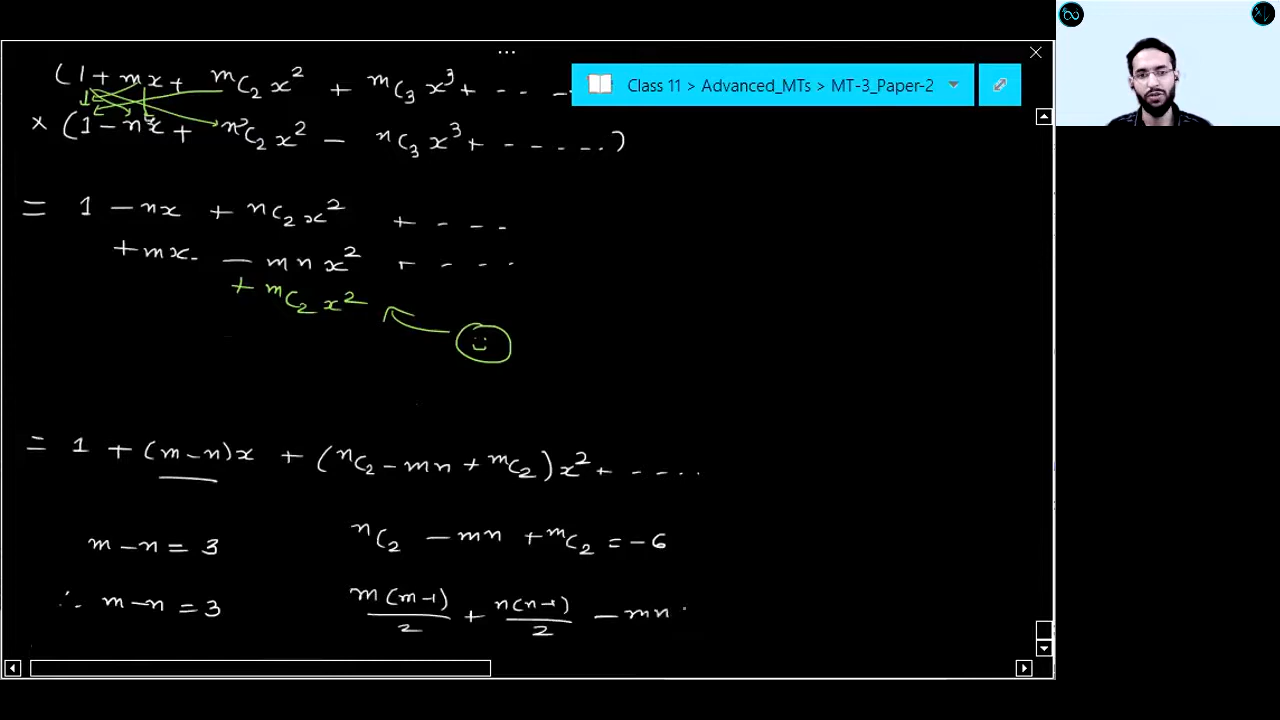 (1 + mx + ᵐC₂ x² + ᵐC₃ x³ + - - -
Class 11 > Advanced_MTs > MT-3_Paper-2
× (1 - nx + ⁿC₂ x² - ⁿC₃ x³ + - - - - - .)
= 1 - nx + ⁿC₂ x² + - - -
+ mx - mnx² + - - -
+ ᵐC₂ x²
= 1 + (m-n)x + (ⁿC₂ - mn + ᵐC₂)x² + - - - - .
m - n = 3 ⁿC₂ - mn + ᵐC₂ = -6
∴ m - n = 3 m(m-1)/2 + n(n-1)/2 - mn